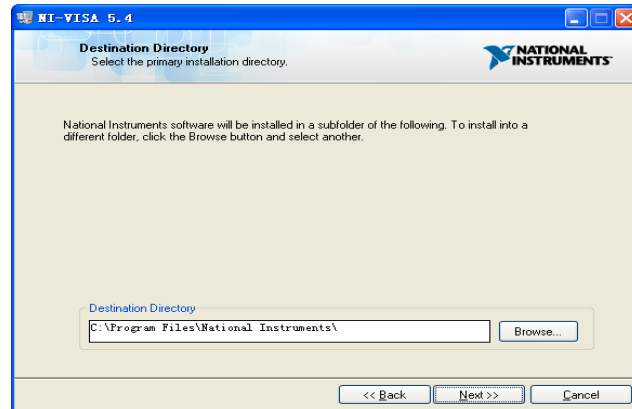 NI-VISA 5.4
Destination Directory
Select the primary installation directory.
NATIONAL
INSTRUMENTS
National Instruments software will be installed in a subfolder of the following. To install into a
different folder, click the Browse button and select another.
Destination Directory
C:\Program Files\National Instruments\
Browse...
<< Back
Next >>
Cancel